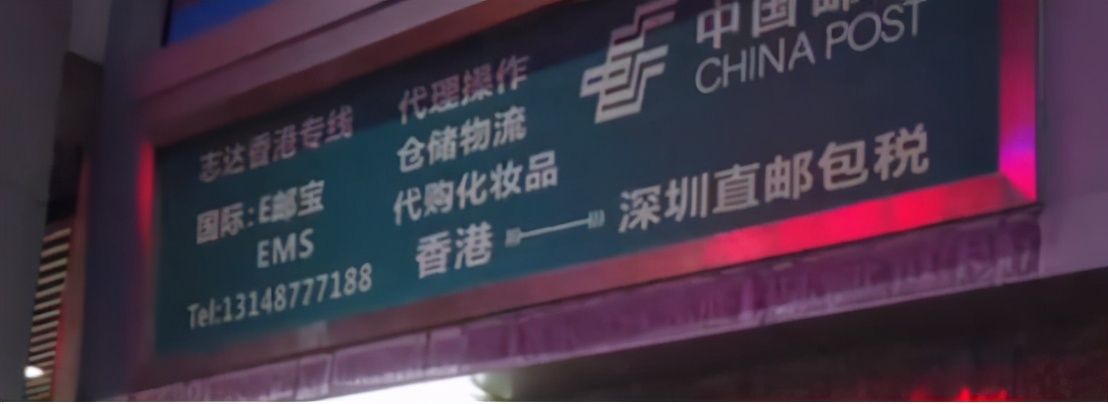 志达香港专线
国际:E邮宝
EMS
Tel:13148777188
代理操作
仓储物流
代购化妆品
中国邮
CHINA POST
香港 深圳直邮包税